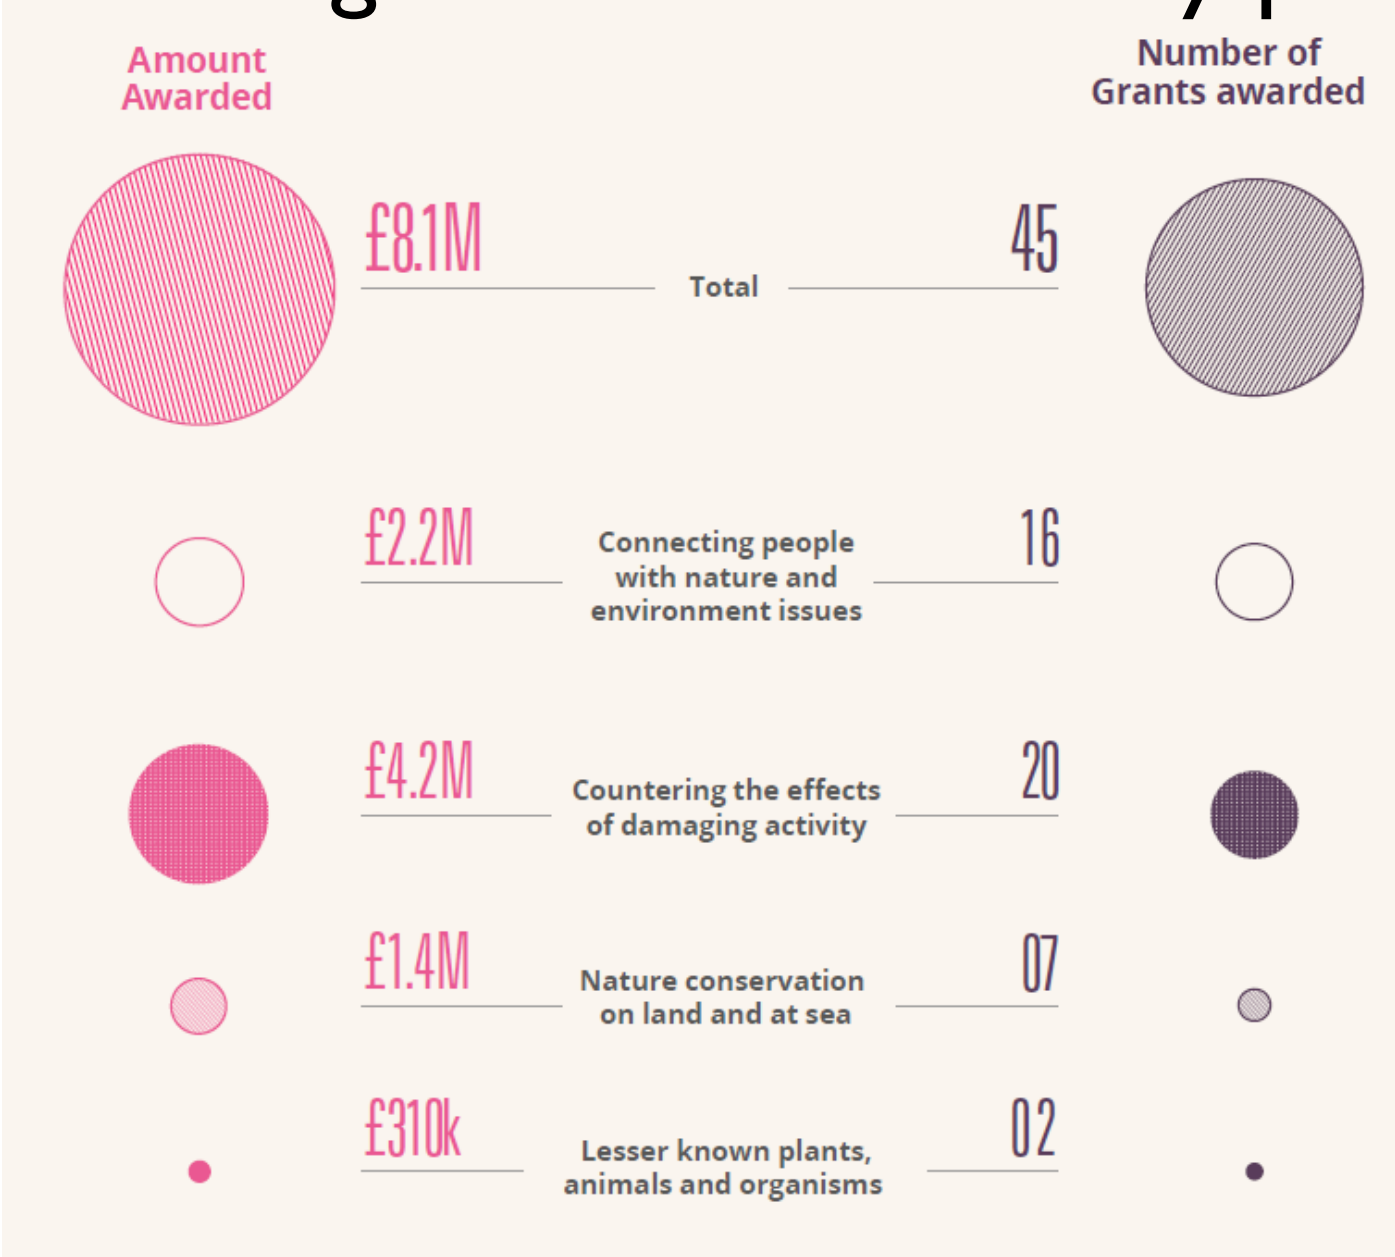 Amount
Awarded
Number of
Grants awarded
£8.1M
Total
45
£2.2M
Connecting people
with nature and
environment issues
16
£4.2M
Countering the effects
of damaging activity
20
£1.4M
Nature conservation
on land and at sea
07
£310k
Lesser known plants,
animals and organisms
02